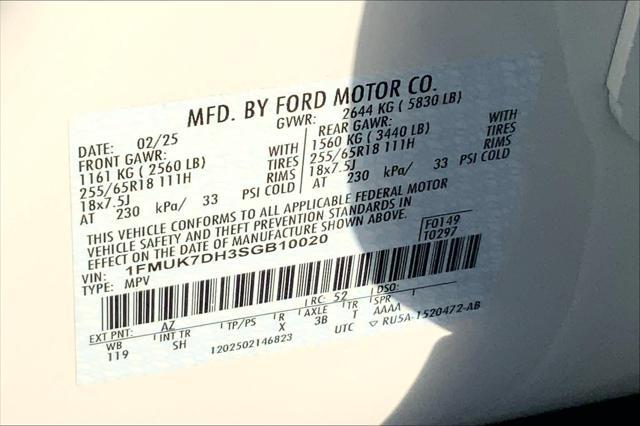 MFD. BY FORD MOTOR CO.
DATE: 02/25 GVWR: 2644 KG ( 5830 LB)
FRONT GAWR: REAR GAWR:
1161 KG ( 2560 LB) WITH 1560 KG ( 3440 LB) WITH
255/65R18 111H TIRES 255/65R18 111H TIRES
18x7.5J RIMS 18x7.5J RIMS
AT 230 kPa/ 33 PSI COLD AT 230 kPa/ 33 PSI COLD
THIS VEHICLE CONFORMS TO ALL APPLICABLE FEDERAL MOTOR
VEHICLE SAFETY AND THEFT PREVENTION STANDARDS IN
EFFECT ON THE DATE OF MANUFACTURE SHOWN ABOVE.
VIN: 1FMUK7DH3SGB10020 F0149
TYPE: MPV T0297
EXT PNT: AZ RC: 52 DSO:
WB INT TR TP/PS R AXLE TR SPR
119 SH X 3B T AAAA
1202502146823 UTC RU5A-1520472-AB